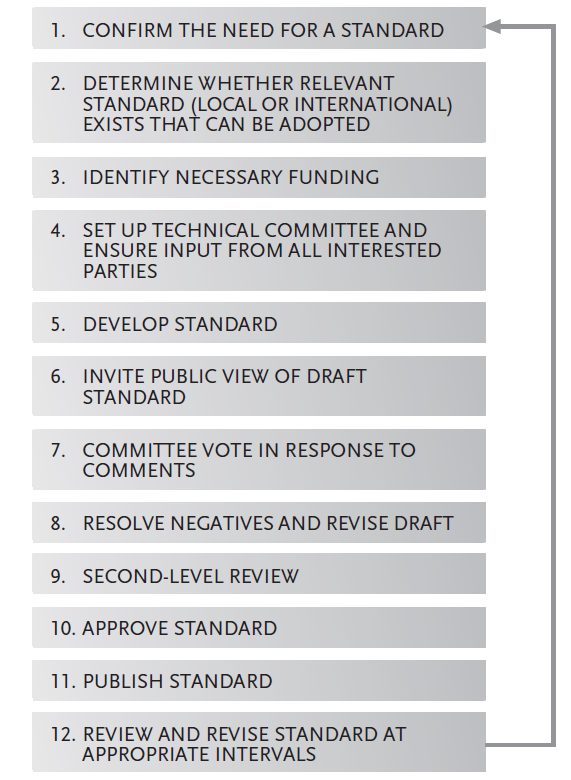 1. CONFIRM THE NEED FOR A STANDARD
2. DETERMINE WHETHER RELEVANT
STANDARD (LOCAL OR INTERNATIONAL)
EXISTS THAT CAN BE ADOPTED
3. IDENTIFY NECESSARY FUNDING
4. SET UP TECHNICAL COMMITTEE AND
ENSURE INPUT FROM ALL INTERESTED
PARTIES
5. DEVELOP STANDARD
6. INVITE PUBLIC VIEW OF DRAFT
STANDARD
7. COMMITTEE VOTE IN RESPONSE TO
COMMENTS
8. RESOLVE NEGATIVES AND REVISE DRAFT
9. SECOND-LEVEL REVIEW
10. APPROVE STANDARD
11. PUBLISH STANDARD
12. REVIEW AND REVISE STANDARD AT
APPROPRIATE INTERVALS